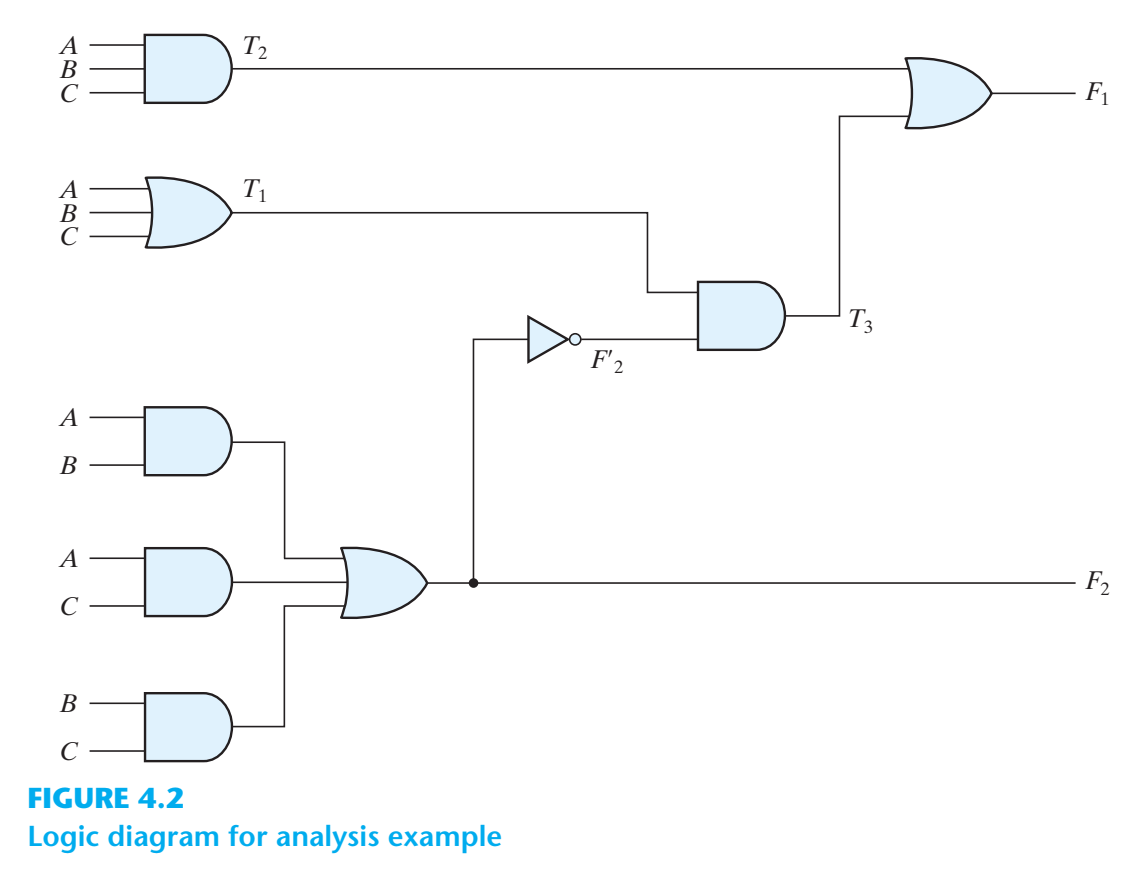 A
B
C
T₂
F₁
A
B
C
T₁
T₃
F′₂
A
B
A
C
F₂
B
C
FIGURE 4.2
Logic diagram for analysis example